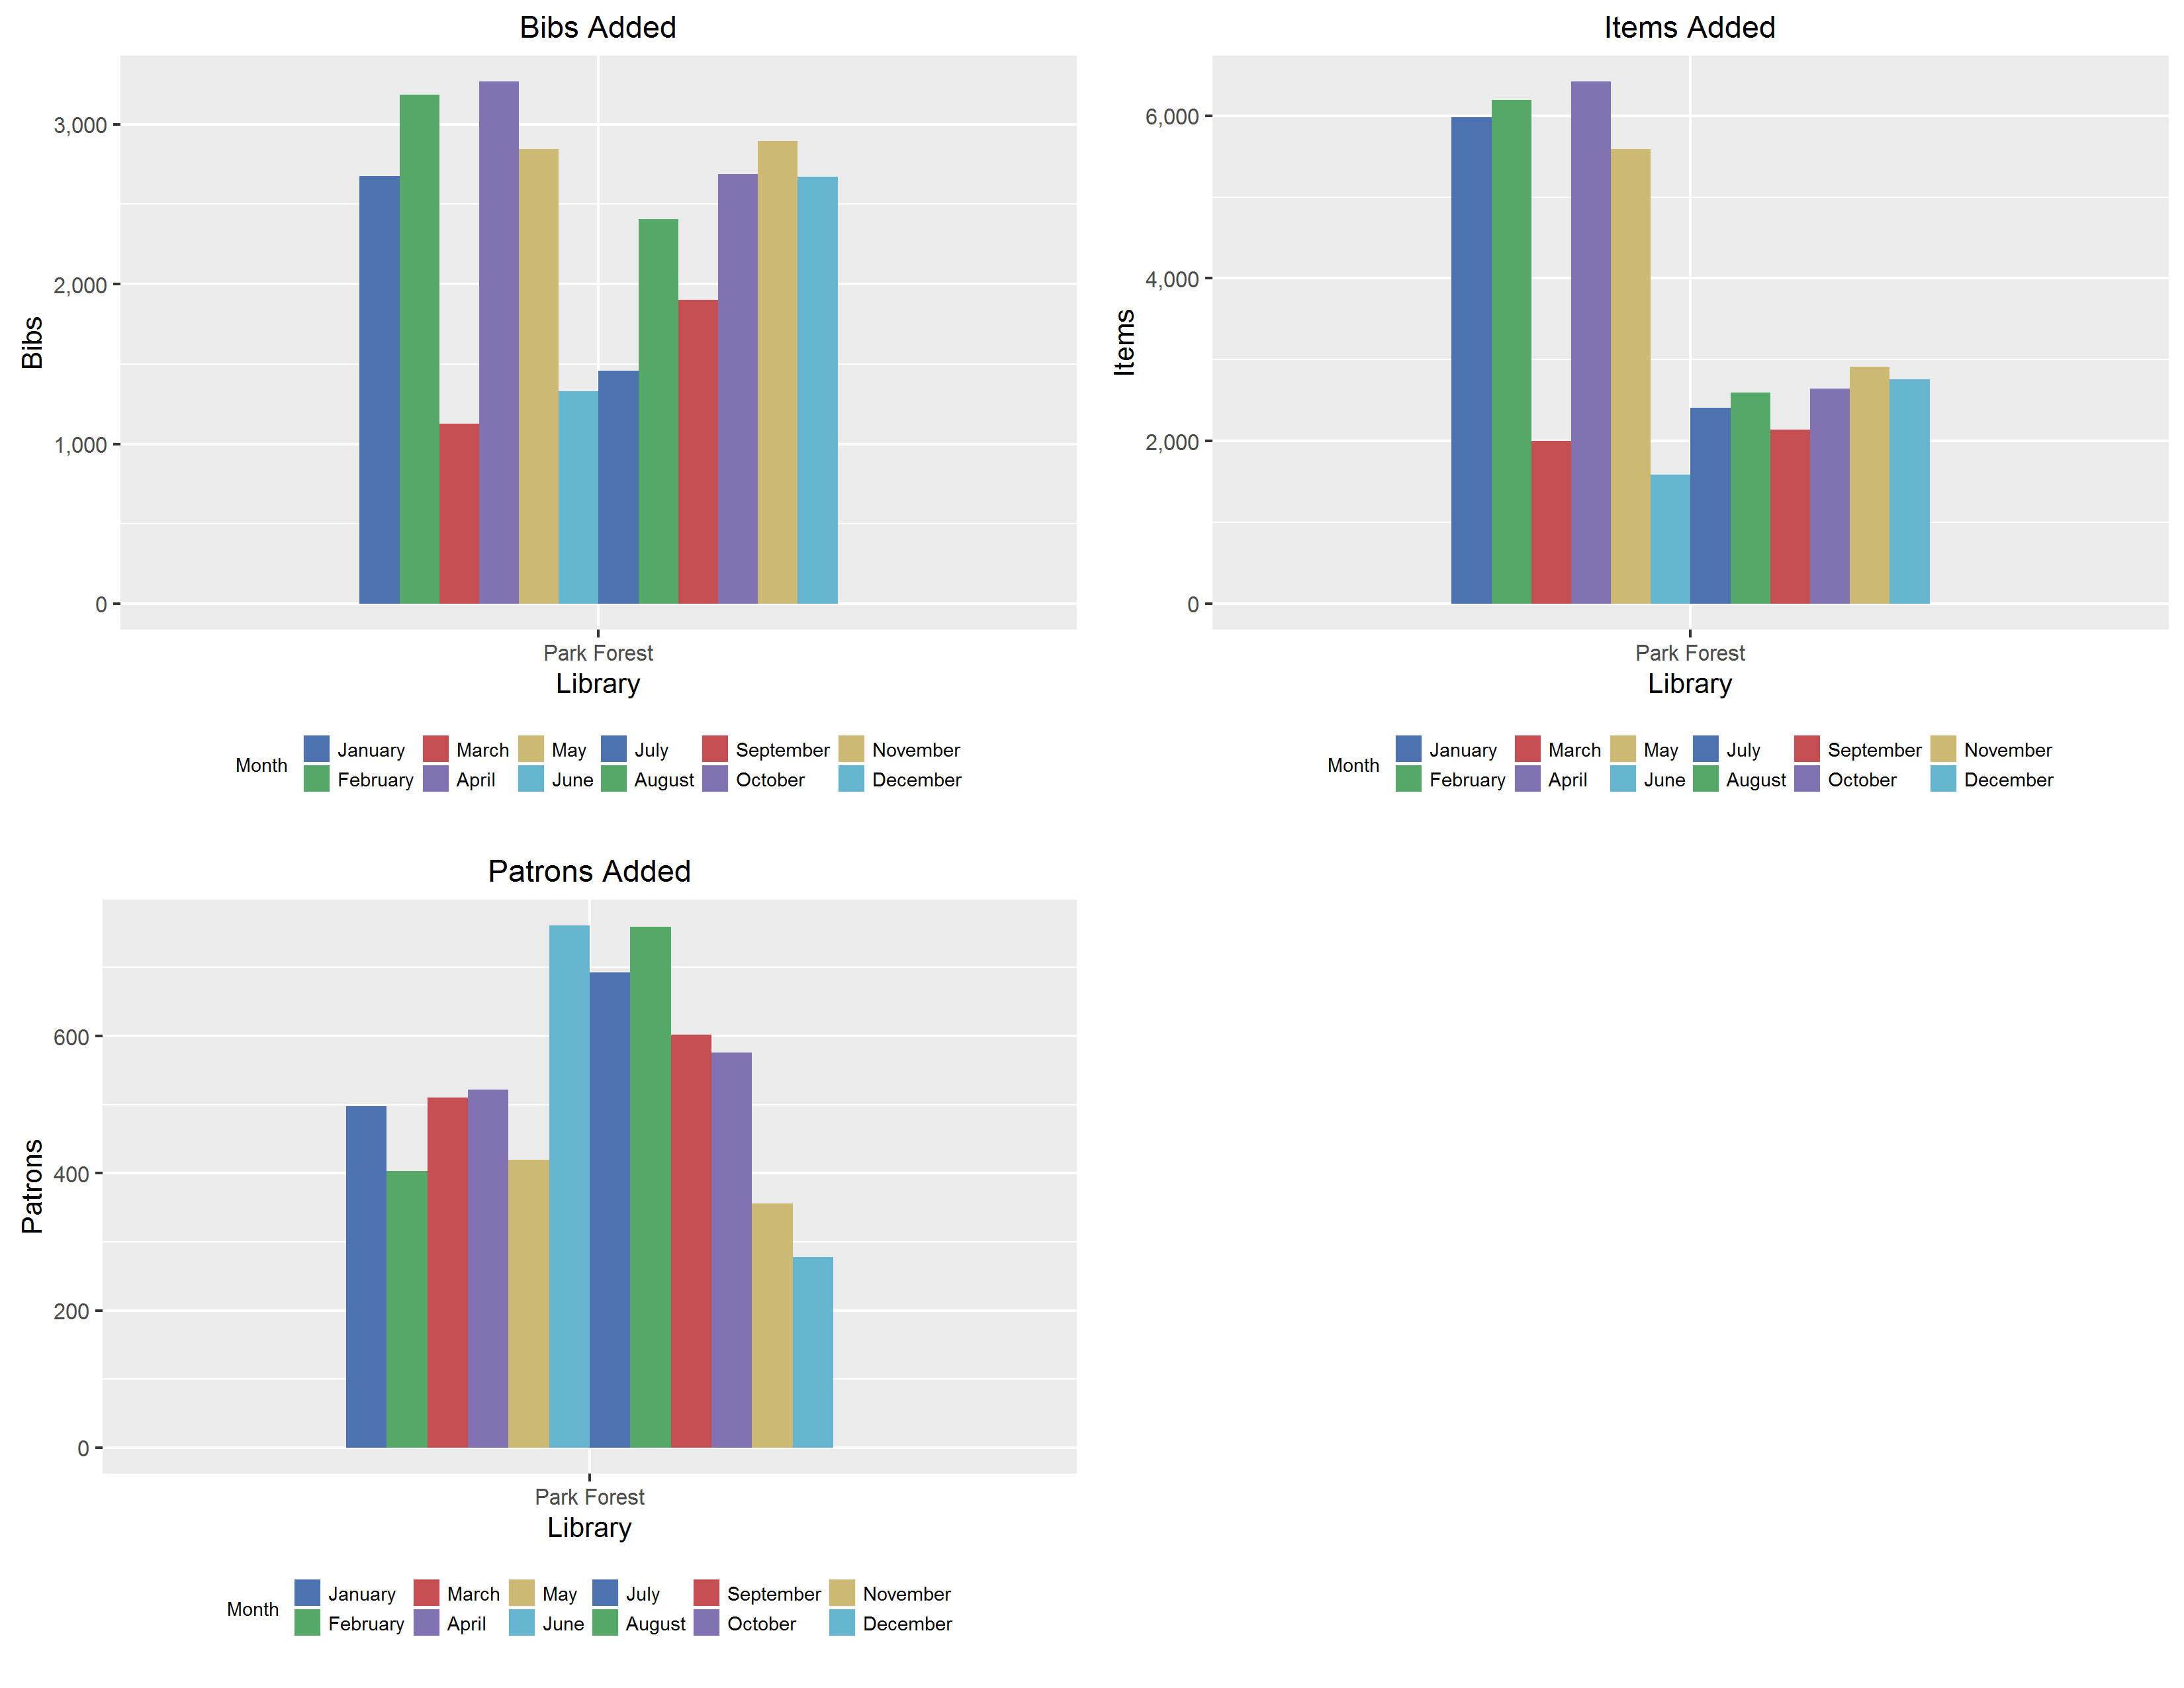 Bibs Added
3,000
2,000
1,000
0
Bibs
Park Forest
Library
Month
January March May July September November
February April June August October December
Items Added
6,000
4,000
2,000
0
Items
Park Forest
Library
Month
January March May July September November
February April June August October December
Patrons Added
600
400
200
0
Patrons
Park Forest
Library
Month
January March May July September November
February April June August October December